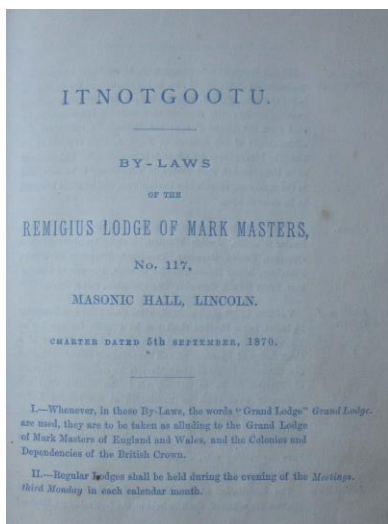 ITNOTGOOTU.
BY-LAWS
OF THE
REMIGIUS LODGE OF MARK MASTERS,
No. 117,
MASONIC HALL, LINCOLN.
CHARTER DATED 5th SEPTEMBER, 1870.
I.—Whenever, in these By-Laws, the words "Grand Lodge" Grand Lodge.
are used, they are to be taken as alluding to the Grand Lodge
of Mark Masters of England and Wales, and the Colonies and
Dependencies of the British Crown.
II.—Regular Lodges shall be held during the evening of the Meetings.
third Monday in each calendar month.